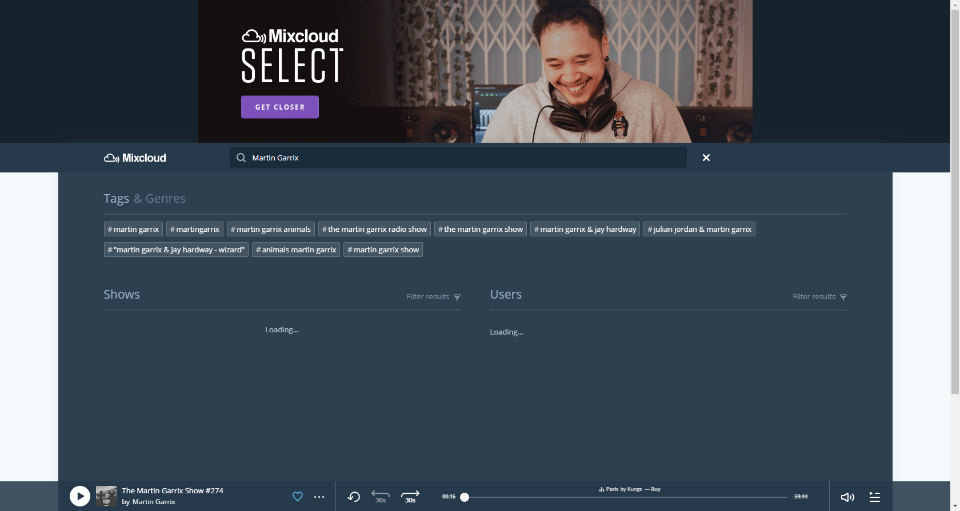 Mixcloud
SELECT
GET CLOSER
Mixcloud
Martin Garrix
Tags & Genres
#martin garrix #martingarrix #martin garrix animals #the martin garrix radio show #the martin garrix show #martin garrix & jay hardway #julian jordan & martin garrix
#"martin garrix & jay hardway - wizard" #animals martin garrix #martin garrix show
Shows Filter results
Users Filter results
Loading...
Loading...
The Martin Garrix Show #274
by Martin Garrix
30s
30s
00:16
Paris by Kungs — Buy
-59:44